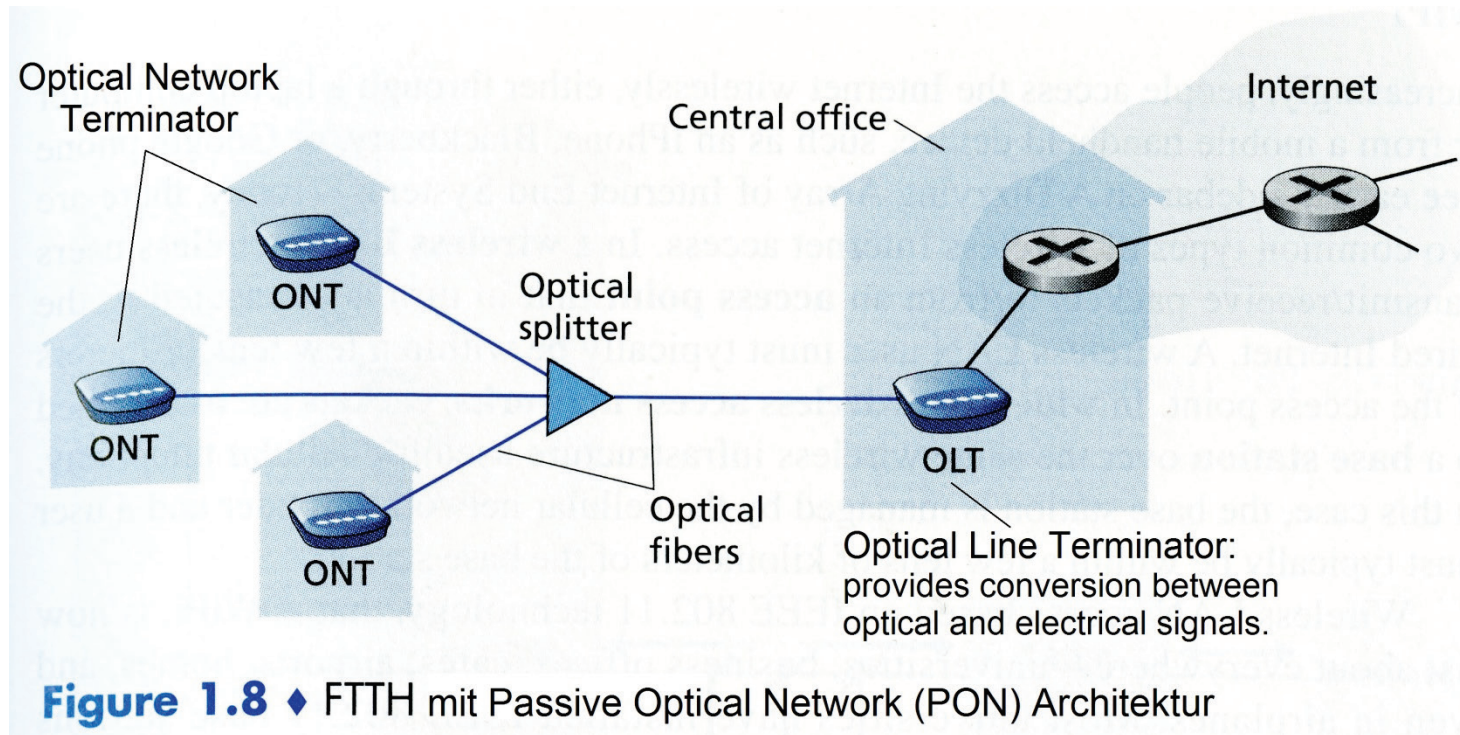 Optical Network
Terminator
Central office
Internet
ONT
Optical
splitter
ONT
OLT
Optical
fibers
ONT
Optical Line Terminator:
provides conversion between
optical and electrical signals.
Figure 1.8 ♦ FTTH mit Passive Optical Network (PON) Architektur